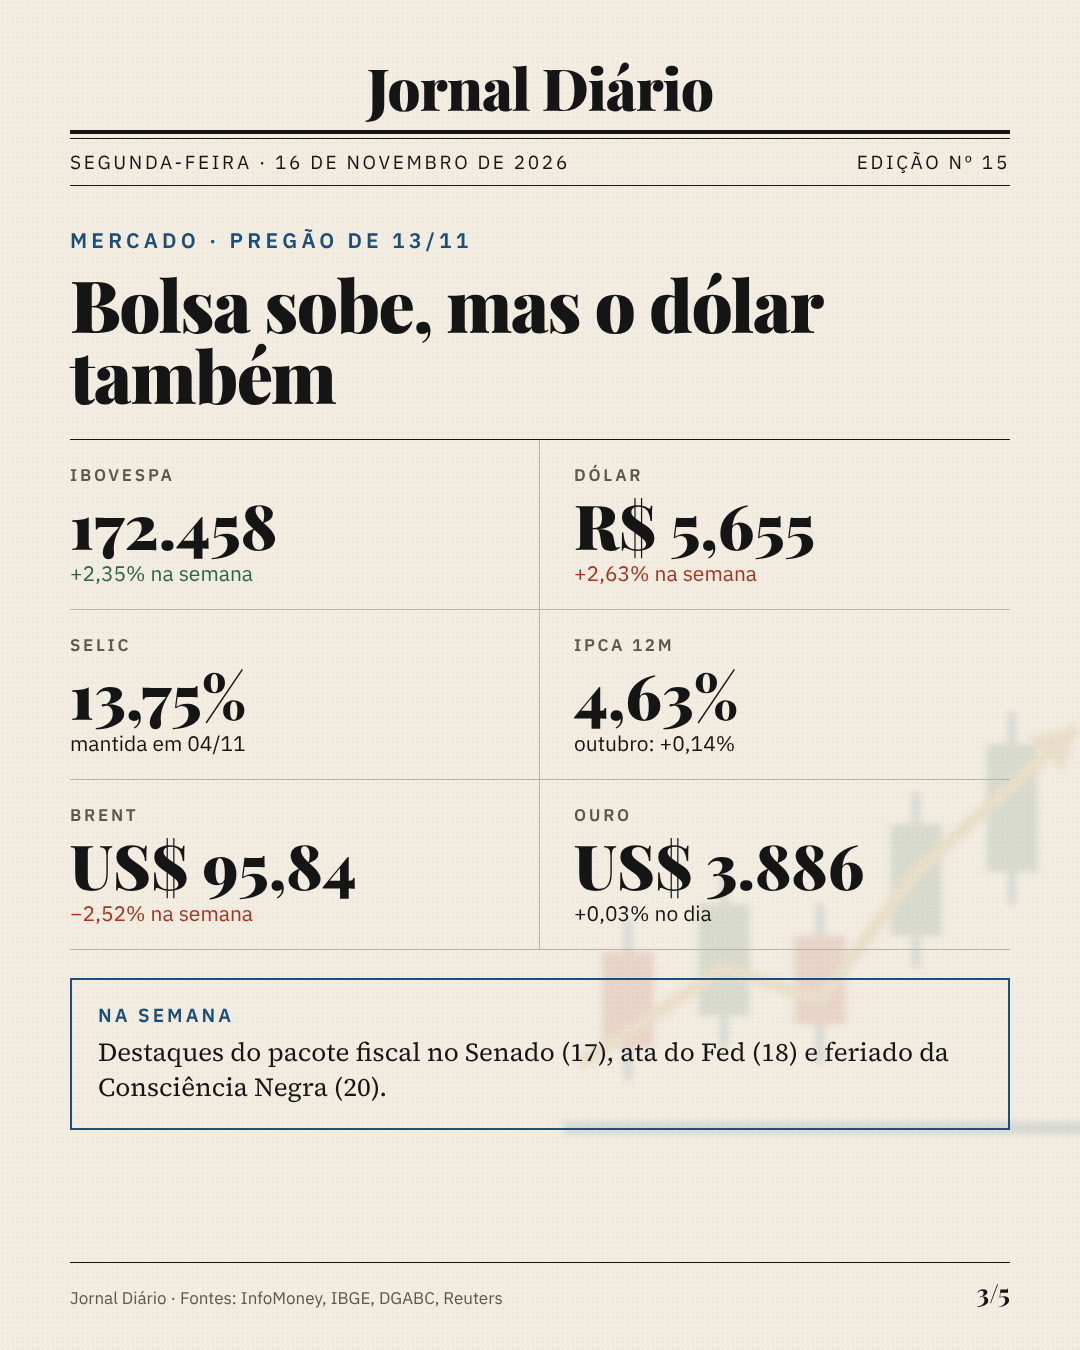 Jornal Diário
SEGUNDA-FEIRA · 16 DE NOVEMBRO DE 2026
EDIÇÃO Nº 15
MERCADO · PREGÃO DE 13/11
Bolsa sobe, mas o dólar
também
IBOVESPA
172.458
+2,35% na semana
DÓLAR
R$ 5,655
+2,63% na semana
SELIC
13,75%
mantida em 04/11
IPCA 12M
4,63%
outubro: +0,14%
BRENT
US$ 95,84
−2,52% na semana
OURO
US$ 3.886
+0,03% no dia
NA SEMANA
Destaques do pacote fiscal no Senado (17), ata do Fed (18) e feriado da
Consciência Negra (20).
Jornal Diário · Fontes: InfoMoney, IBGE, DGABC, Reuters
3/5